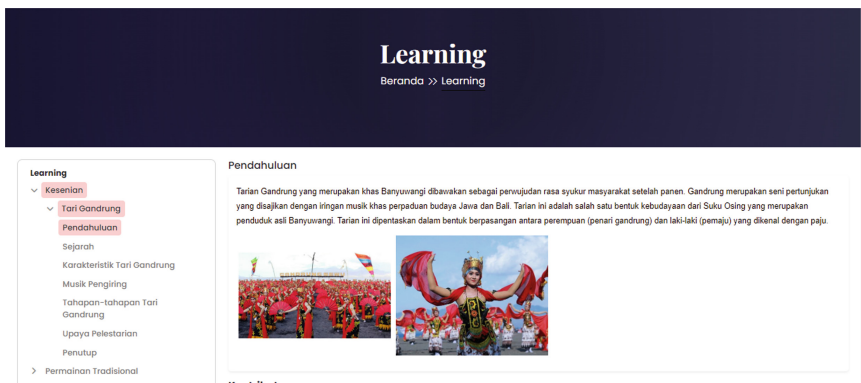 Learning
Beranda >> Learning
Learning
Kesenian
Tari Gandrung
Pendahuluan
Sejarah
Karakteristik Tari Gandrung
Musik Pengiring
Tahapan-tahapan Tari
Gandrung
Upaya Pelestarian
Penutup
Permainan Tradisional
Pendahuluan
Tarian Gandrung yang merupakan khas Banyuwangi dibawakan sebagai perwujudan rasa syukur masyarakat setelah panen. Gandrung merupakan seni pertunjukan
yang disajikan dengan iringan musik khas perpaduan budaya Jawa dan Bali. Tarian ini adalah salah satu bentuk kebudayaan dari Suku Osing yang merupakan
penduduk asli Banyuwangi. Tarian ini dipentaskan dalam bentuk berpasangan antara perempuan (penari gandrung) dan laki-laki (pemaju) yang dikenal dengan paju.